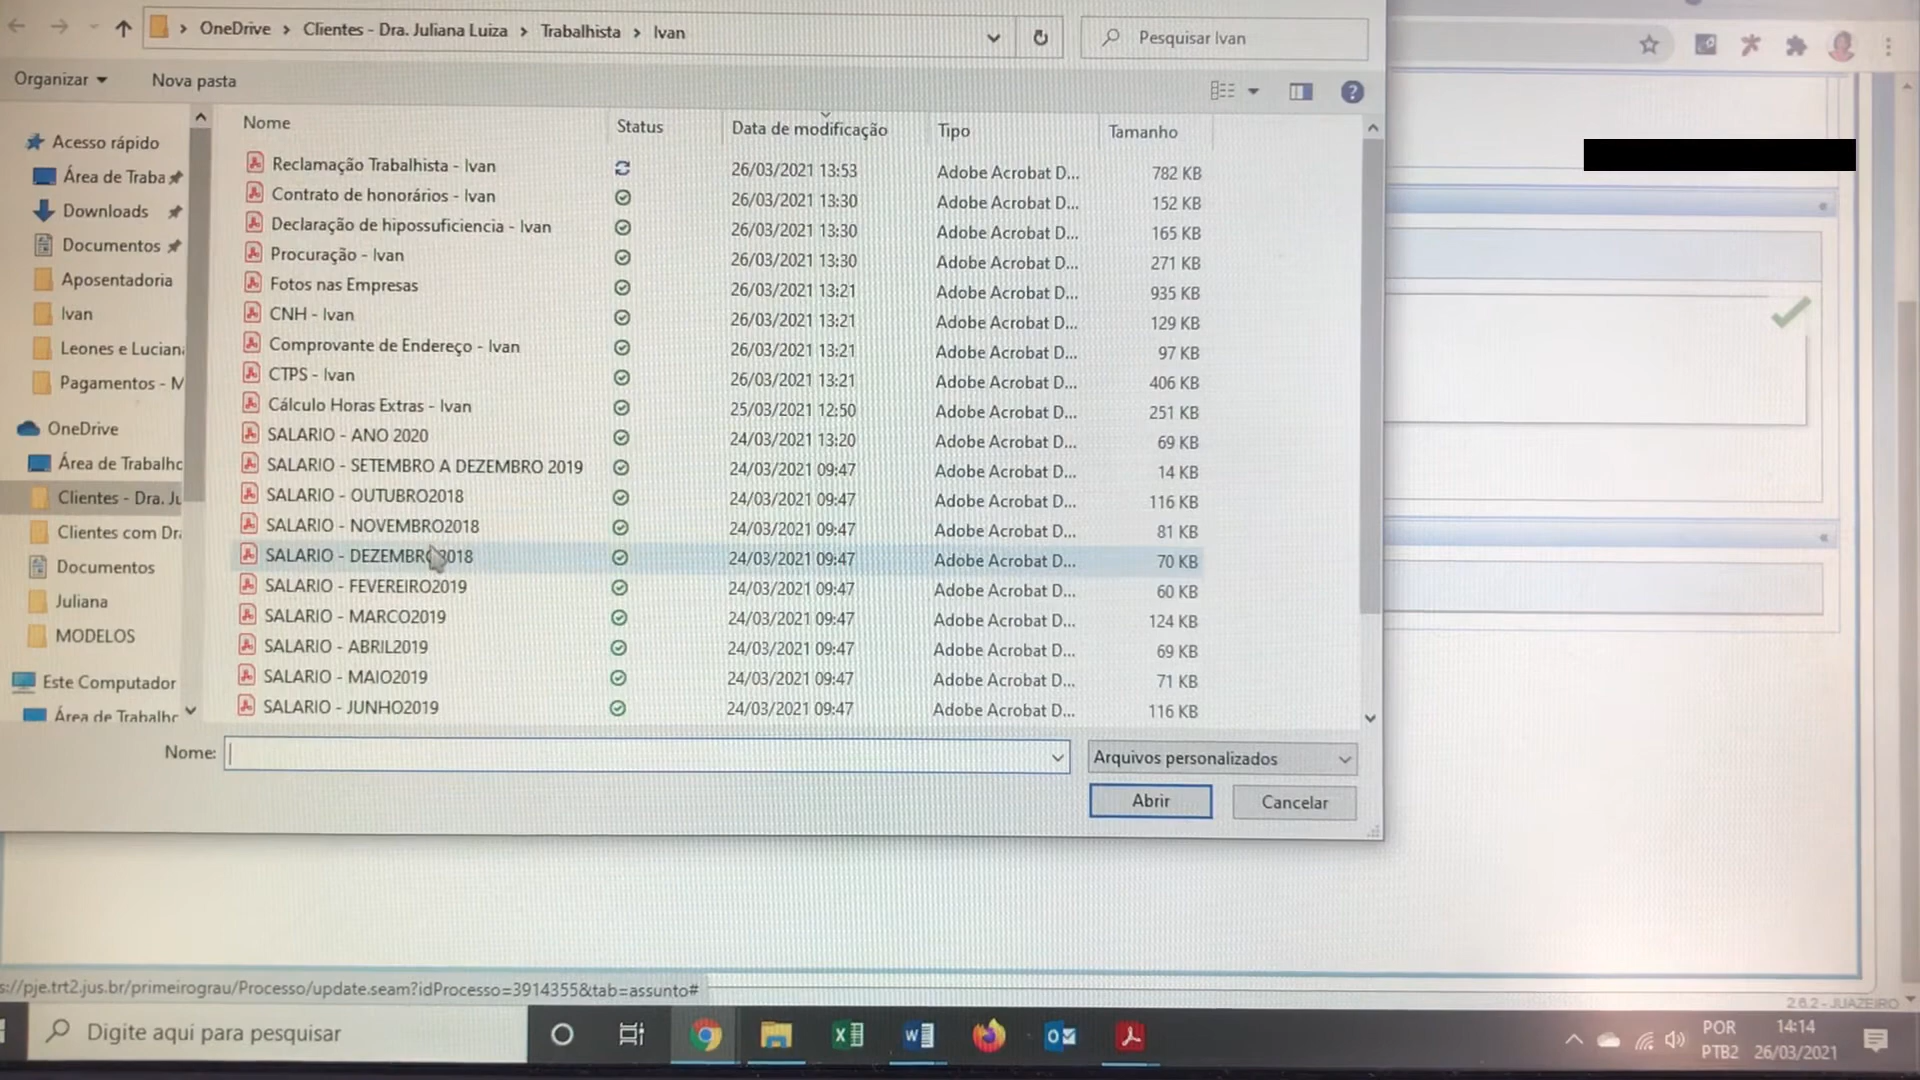 OneDrive > Clientes - Dra. Juliana Luiza > Trabalhista > Ivan
Pesquisar Ivan
Organizar
Nova pasta
Nome
Status
Data de modificação
Tipo
Tamanho
Acesso rápido
Área de Traba
Downloads
Documentos
Aposentadoria
Ivan
Leones e Luciana
Pagamentos - M
OneDrive
Área de Trabalho
Clientes - Dra. Ju
Clientes com Dra
Documentos
Juliana
MODELOS
Este Computador
Área de Trabalho
Reclamação Trabalhista - Ivan 26/03/2021 13:53 Adobe Acrobat D... 782 KB
Contrato de honorários - Ivan 26/03/2021 13:30 Adobe Acrobat D... 152 KB
Declaração de hipossuficiencia - Ivan 26/03/2021 13:30 Adobe Acrobat D... 165 KB
Procuração - Ivan 26/03/2021 13:30 Adobe Acrobat D... 271 KB
Fotos nas Empresas 26/03/2021 13:21 Adobe Acrobat D... 935 KB
CNH - Ivan 26/03/2021 13:21 Adobe Acrobat D... 129 KB
Comprovante de Endereço - Ivan 26/03/2021 13:21 Adobe Acrobat D... 97 KB
CTPS - Ivan 26/03/2021 13:21 Adobe Acrobat D... 406 KB
Cálculo Horas Extras - Ivan 25/03/2021 12:50 Adobe Acrobat D... 251 KB
SALARIO - ANO 2020 24/03/2021 13:20 Adobe Acrobat D... 69 KB
SALARIO - SETEMBRO A DEZEMBRO 2019 24/03/2021 09:47 Adobe Acrobat D... 14 KB
SALARIO - OUTUBRO2018 24/03/2021 09:47 Adobe Acrobat D... 116 KB
SALARIO - NOVEMBRO2018 24/03/2021 09:47 Adobe Acrobat D... 81 KB
SALARIO - DEZEMBRO2018 24/03/2021 09:47 Adobe Acrobat D... 70 KB
SALARIO - FEVEREIRO2019 24/03/2021 09:47 Adobe Acrobat D... 60 KB
SALARIO - MARCO2019 24/03/2021 09:47 Adobe Acrobat D... 124 KB
SALARIO - ABRIL2019 24/03/2021 09:47 Adobe Acrobat D... 69 KB
SALARIO - MAIO2019 24/03/2021 09:47 Adobe Acrobat D... 71 KB
SALARIO - JUNHO2019 24/03/2021 09:47 Adobe Acrobat D... 116 KB
Nome:
Arquivos personalizados
Abrir
Cancelar
s://pje.trt2.jus.br/primeirograu/Processo/update.seam?idProcesso=3914355&tab=assunto#
2.6.2 - JUAZEIRO
Digite aqui para pesquisar
POR
PTB2
14:14
26/03/2021